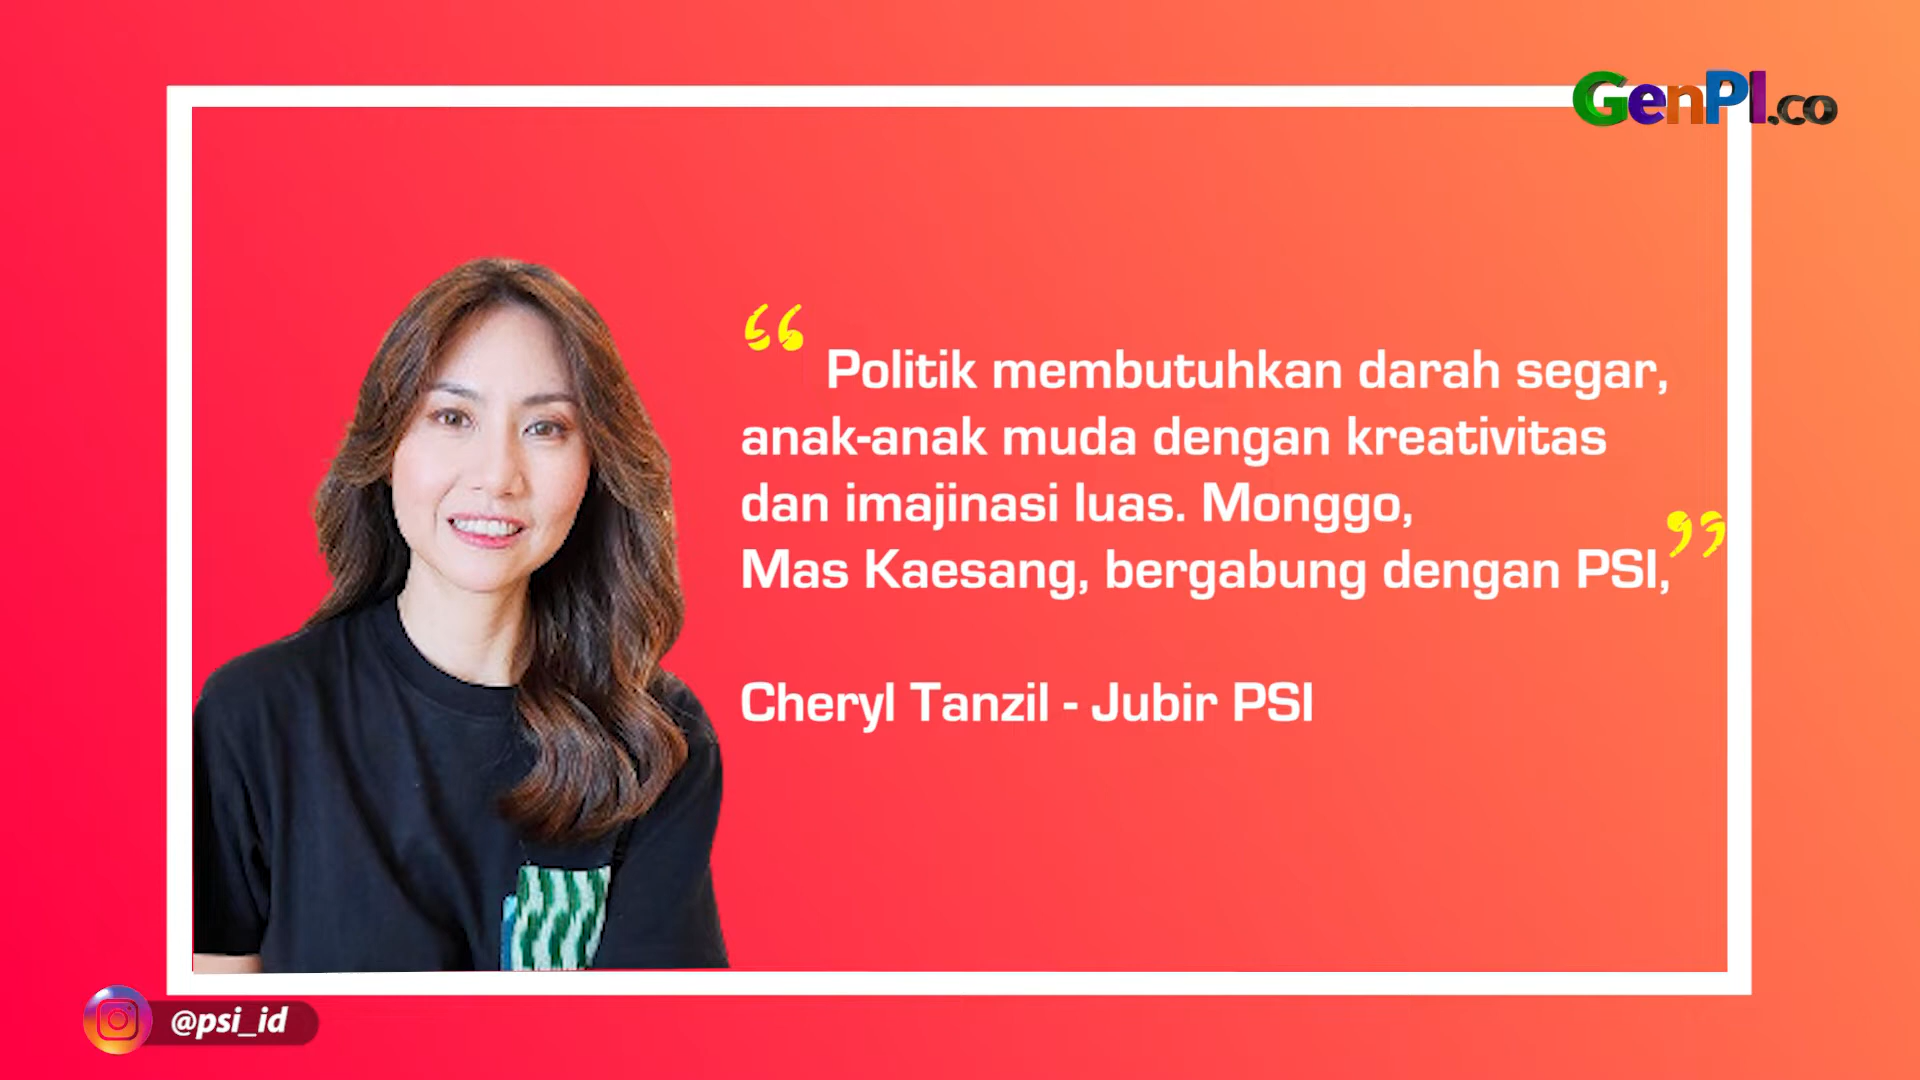 GenPI.co
“ Politik membutuhkan darah segar,
anak-anak muda dengan kreativitas
dan imajinasi luas. Monggo,
Mas Kaesang, bergabung dengan PSI,”
Cheryl Tanzil - Jubir PSI
@psi_id